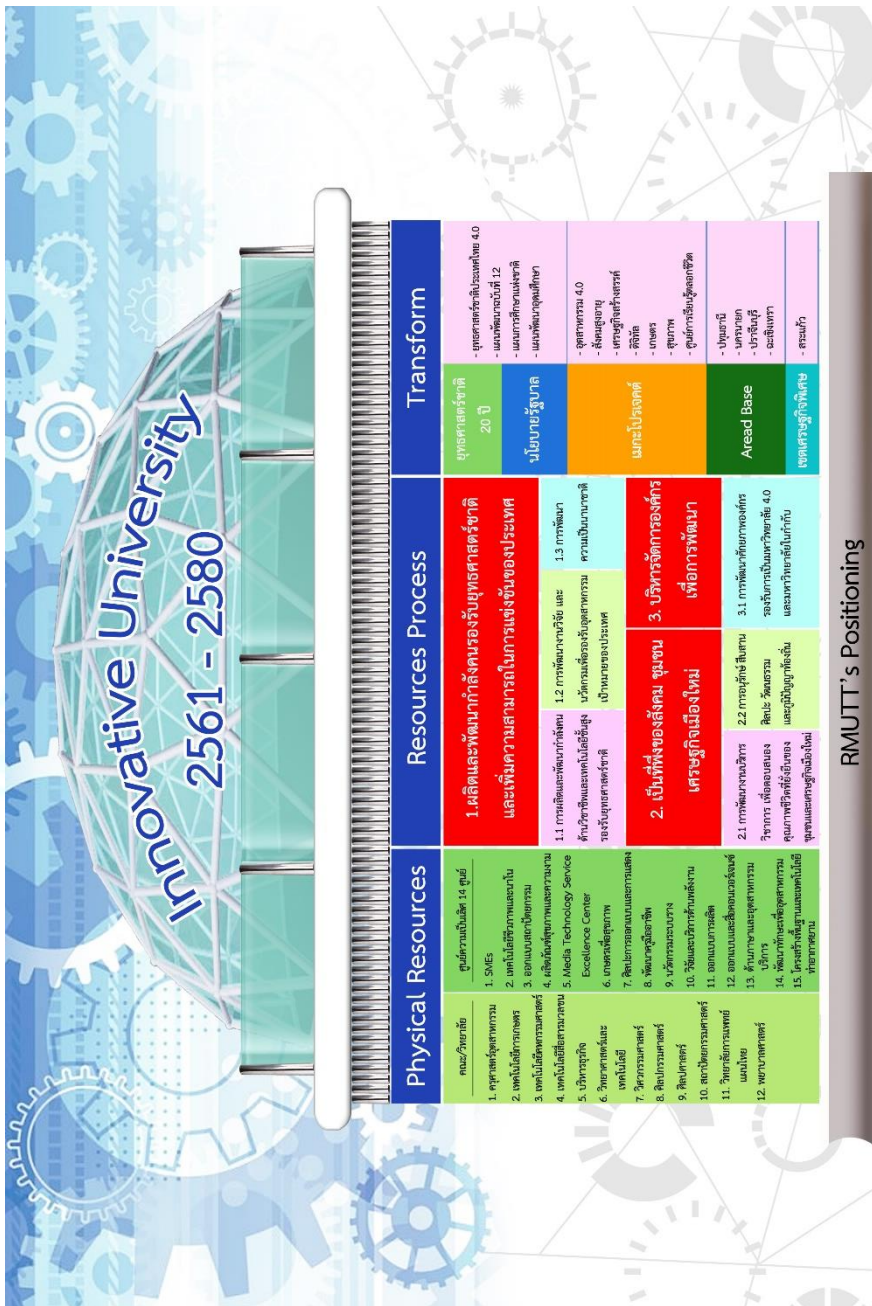 Innovative University
2561 - 2580
Physical Resources
คณะ/วิทยาลัย
1. ครุศาสตร์อุตสาหกรรม
2. เทคโนโลยีการเกษตร
3. เทคโนโลยีคหกรรมศาสตร์
4. เทคโนโลยีสื่อสารมวลชน
5. บริหารธุรกิจ
6. วิทยาศาสตร์และ
เทคโนโลยี
7. วิศวกรรมศาสตร์
8. ศิลปกรรมศาสตร์
9. ศิลปศาสตร์
10. สถาปัตยกรรมศาสตร์
11. วิทยาลัยการแพทย์
แผนไทย
12. พยาบาลศาสตร์
ศูนย์ความเป็นเลิศ 14 ศูนย์
1. SMEs
2. เทคโนโลยีชีวภาพและนาโน
3. ออกแบบสถาปัตยกรรม
4. ผลิตภัณฑ์สุขภาพและความงาม
5. Media Technology Service
Excellence Center
6. เกษตรเพื่อสุขภาพ
7. ศิลปะการออกแบบและการแสดง
8. พัฒนาครูมืออาชีพ
9. นวัตกรรมระบบราง
10. วิจัยและบริการด้านพลังงาน
11. ออกแบบการผลิต
12. ออกแบบและสื่อคอนเวอร์เจนซ์
13. ด้านภาษาและอุตสาหกรรม
บริการ
14. พัฒนาทักษะเพื่ออุตสาหกรรม
15. โครงสร้างพื้นฐานและเทคโนโลยี
ท่าอากาศยาน
Resources Process
1.ผลิตและพัฒนากำลังคนรองรับยุทธศาสตร์ชาติ
และเพิ่มความสามารถในการแข่งขันของประเทศ
1.1 การผลิตและพัฒนากำลังคน
ด้านวิชาชีพและเทคโนโลยีชั้นสูง
รองรับยุทธศาสตร์ชาติ
1.2 การพัฒนางานวิจัย และ
นวัตกรรมเพื่อรองรับอุตสาหกรรม
เป้าหมายของประเทศ
1.3 การพัฒนา
ความเป็นนานาชาติ
2. เป็นที่พึ่งของสังคม ชุมชน
เศรษฐกิจเมืองใหม่
3. บริหารจัดการองค์กร
เพื่อการพัฒนา
2.1 การพัฒนางานบริการ
วิชาการ เพื่อตอบสนอง
คุณภาพชีวิตที่ยั่งยืนของ
ชุมชนและเศรษฐกิจเมืองใหม่
2.2 การอนุรักษ์ สืบสาน
ศิลปะ วัฒนธรรม
และภูมิปัญญาท้องถิ่น
3.1 การพัฒนาศักยภาพองค์กร
รองรับการเป็นมหาวิทยาลัย 4.0
และมหาวิทยาลัยในกำกับ
Transform
ยุทธศาสตร์ชาติ
20 ปี
- ยุทธศาสตร์ชาติประเทศไทย 4.0
- แผนพัฒนาฉบับที่ 12
นโยบายรัฐบาล
- แผนการศึกษาแห่งชาติ
- แผนพัฒนาอุดมศึกษา
เมกะโปรเจคต์
- อุตสาหกรรม 4.0
- สังคมสูงอายุ
- เศรษฐกิจสร้างสรรค์
- ดิจิทัล
- เกษตร
- สุขภาพ
- ศูนย์การเรียนรู้ตลอดชีวิต
Aread Base
- ปทุมธานี
- นครนายก
- ปราจีนบุรี
- ฉะเชิงเทรา
เขตเศรษฐกิจพิเศษ
- สระแก้ว
RMUTT's Positioning